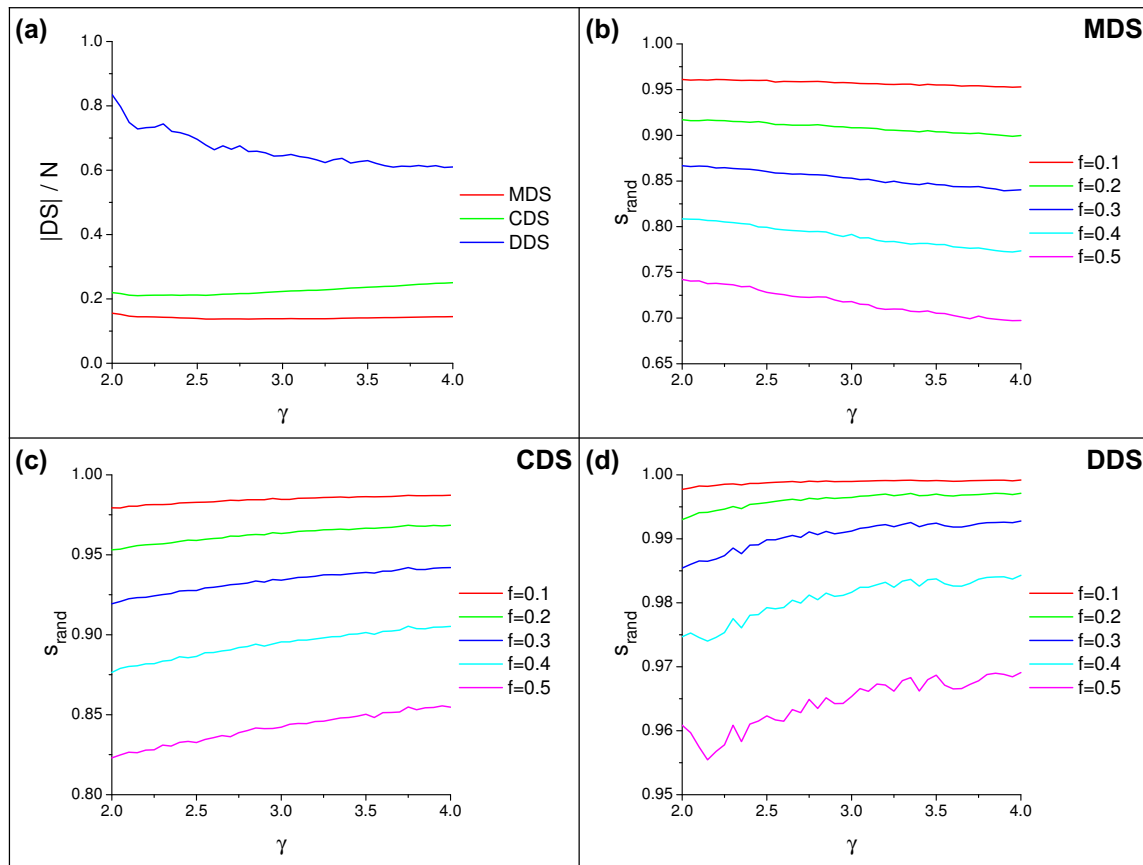 (a)
1.0
0.8
0.6
0.4
0.2
0.0
|DS| / N
2.0 2.5 3.0 3.5 4.0
γ
MDS
CDS
DDS
(b) MDS
1.00
0.95
0.90
0.85
0.80
0.75
0.70
0.65
s_rand
2.0 2.5 3.0 3.5 4.0
γ
f=0.1
f=0.2
f=0.3
f=0.4
f=0.5
(c) CDS
1.00
0.95
0.90
0.85
0.80
s_rand
2.0 2.5 3.0 3.5 4.0
γ
f=0.1
f=0.2
f=0.3
f=0.4
f=0.5
(d) DDS
1.00
0.99
0.98
0.97
0.96
0.95
s_rand
2.0 2.5 3.0 3.5 4.0
γ
f=0.1
f=0.2
f=0.3
f=0.4
f=0.5